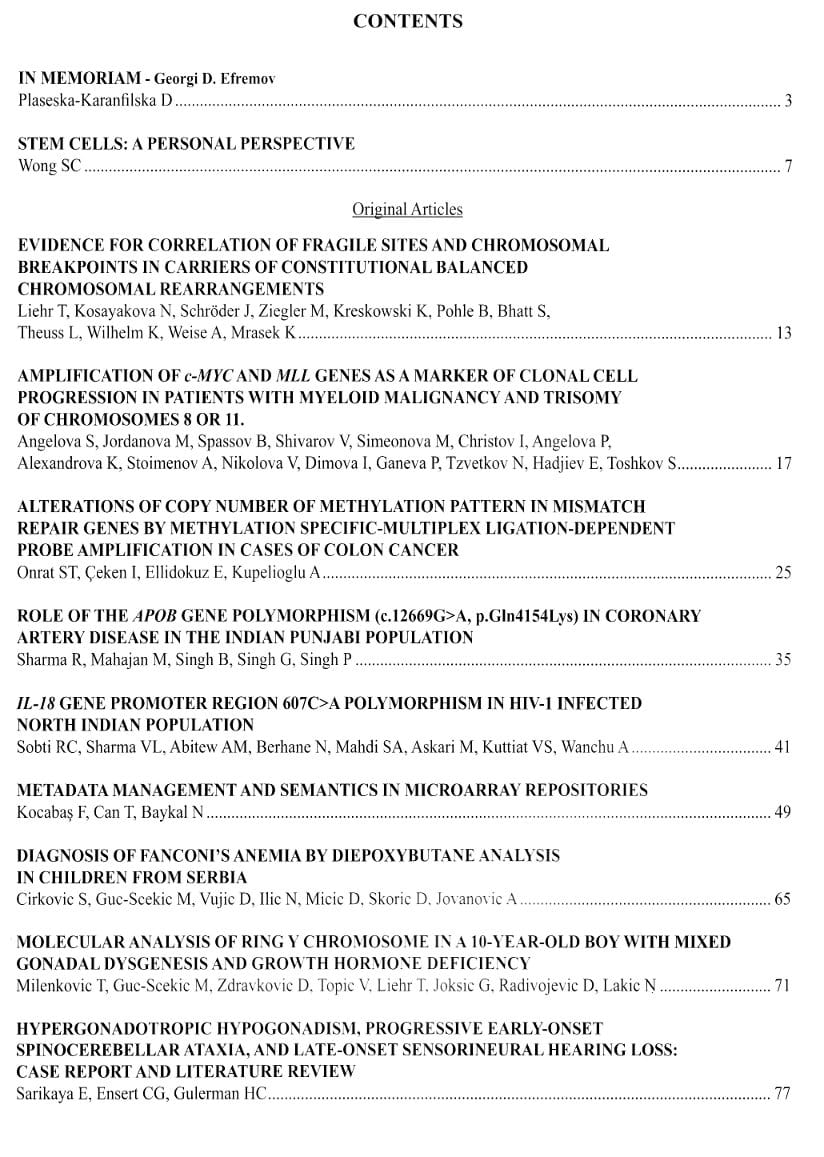 CONTENTS
IN MEMORIAM - Georgi D. Efremov
Plaseska-Karanfilska D ........ 3
STEM CELLS: A PERSONAL PERSPECTIVE
Wong SC ........ 7
Original Articles
EVIDENCE FOR CORRELATION OF FRAGILE SITES AND CHROMOSOMAL
BREAKPOINTS IN CARRIERS OF CONSTITUTIONAL BALANCED
CHROMOSOMAL REARRANGEMENTS
Liehr T, Kosayakova N, Schröder J, Ziegler M, Kreskowski K, Pohle B, Bhatt S,
Theuss L, Wilhelm K, Weise A, Mrasek K ........ 13
AMPLIFICATION OF c-MYC AND MLL GENES AS A MARKER OF CLONAL CELL
PROGRESSION IN PATIENTS WITH MYELOID MALIGNANCY AND TRISOMY
OF CHROMOSOMES 8 OR 11.
Angelova S, Jordanova M, Spassov B, Shivarov V, Simeonova M, Christov I, Angelova P,
Alexandrova K, Stoimenov A, Nikolova V, Dimova I, Ganeva P, Tzvetkov N, Hadjiev E, Toshkov S ........ 17
ALTERATIONS OF COPY NUMBER OF METHYLATION PATTERN IN MISMATCH
REPAIR GENES BY METHYLATION SPECIFIC-MULTIPLEX LIGATION-DEPENDENT
PROBE AMPLIFICATION IN CASES OF COLON CANCER
Onrat ST, Çeken I, Ellidokuz E, Kupelioglu A ........ 25
ROLE OF THE APOB GENE POLYMORPHISM (c.12669G>A, p.Gln4154Lys) IN CORONARY
ARTERY DISEASE IN THE INDIAN PUNJABI POPULATION
Sharma R, Mahajan M, Singh B, Singh G, Singh P ........ 35
IL-18 GENE PROMOTER REGION 607C>A POLYMORPHISM IN HIV-1 INFECTED
NORTH INDIAN POPULATION
Sobti RC, Sharma VL, Abitew AM, Berhane N, Mahdi SA, Askari M, Kuttiat VS, Wanchu A ........ 41
METADATA MANAGEMENT AND SEMANTICS IN MICROARRAY REPOSITORIES
Kocabaş F, Can T, Baykal N ........ 49
DIAGNOSIS OF FANCONI'S ANEMIA BY DIEPOXYBUTANE ANALYSIS
IN CHILDREN FROM SERBIA
Cirkovic S, Guc-Scekic M, Vujic D, Ilic N, Micic D, Skoric D, Jovanovic A ........ 65
MOLECULAR ANALYSIS OF RING Y CHROMOSOME IN A 10-YEAR-OLD BOY WITH MIXED
GONADAL DYSGENESIS AND GROWTH HORMONE DEFICIENCY
Milenkovic T, Guc-Scekic M, Zdravkovic D, Topic V, Liehr T, Joksic G, Radivojevic D, Lakic N ........ 71
HYPERGONADOTROPIC HYPOGONADISM, PROGRESSIVE EARLY-ONSET
SPINOCEREBELLAR ATAXIA, AND LATE-ONSET SENSORINEURAL HEARING LOSS:
CASE REPORT AND LITERATURE REVIEW
Sarikaya E, Ensert CG, Gulerman HC ........ 77